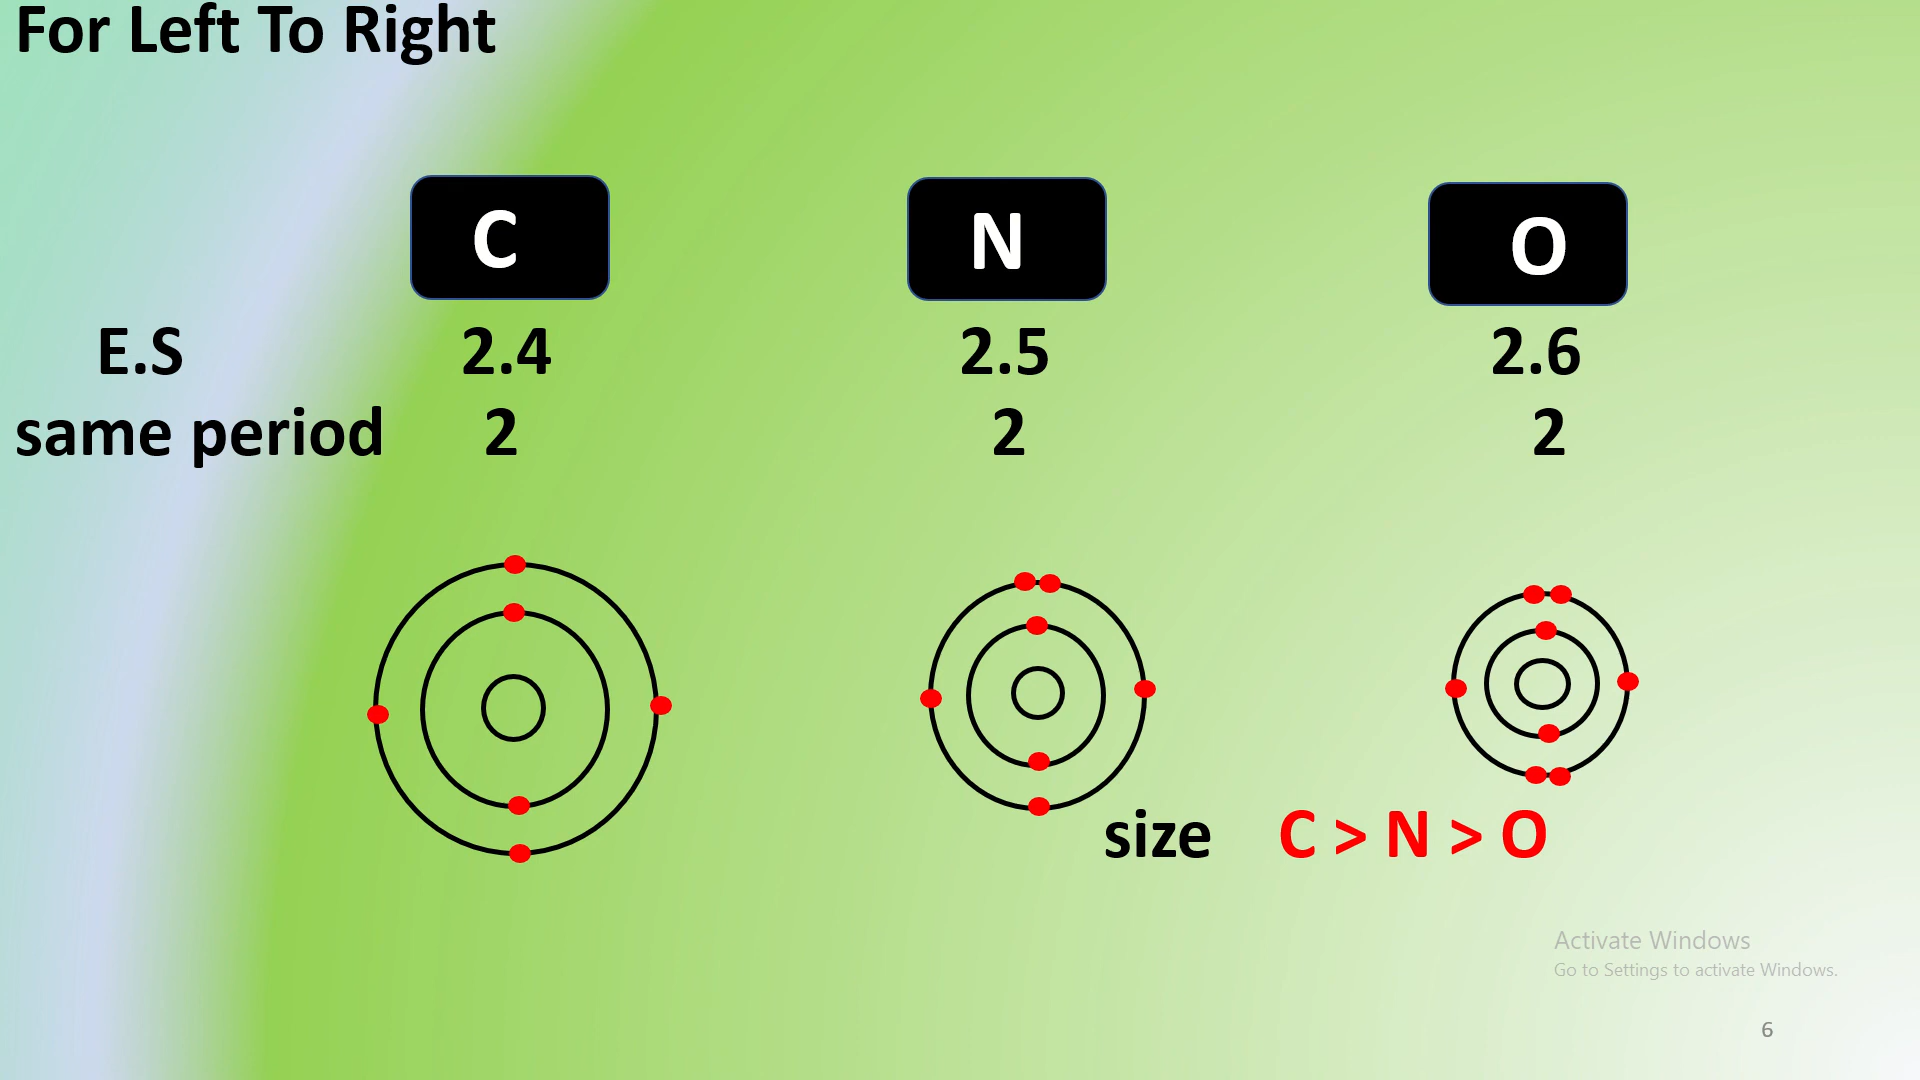 For Left To Right
C N O
E.S 2.4 2.5 2.6
same period 2 2 2
size C > N > O
Activate Windows
Go to Settings to activate Windows.
6